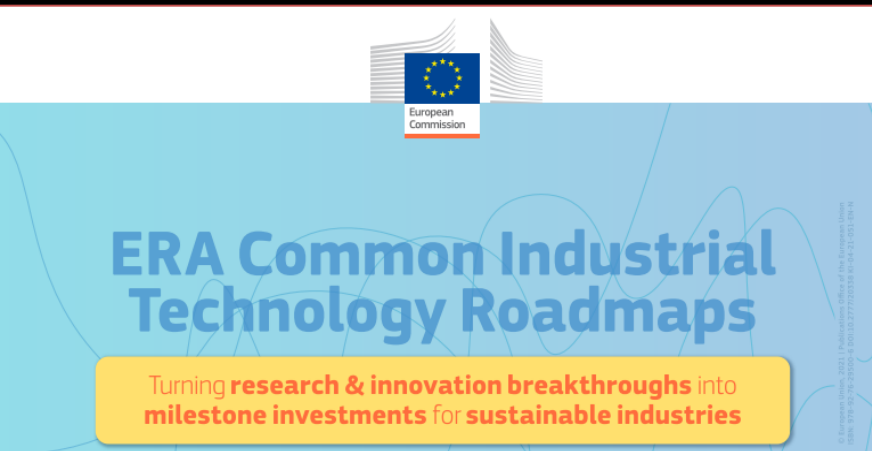 European
Commission
ERA Common Industrial
Technology Roadmaps
Turning research & innovation breakthroughs into
milestone investments for sustainable industries